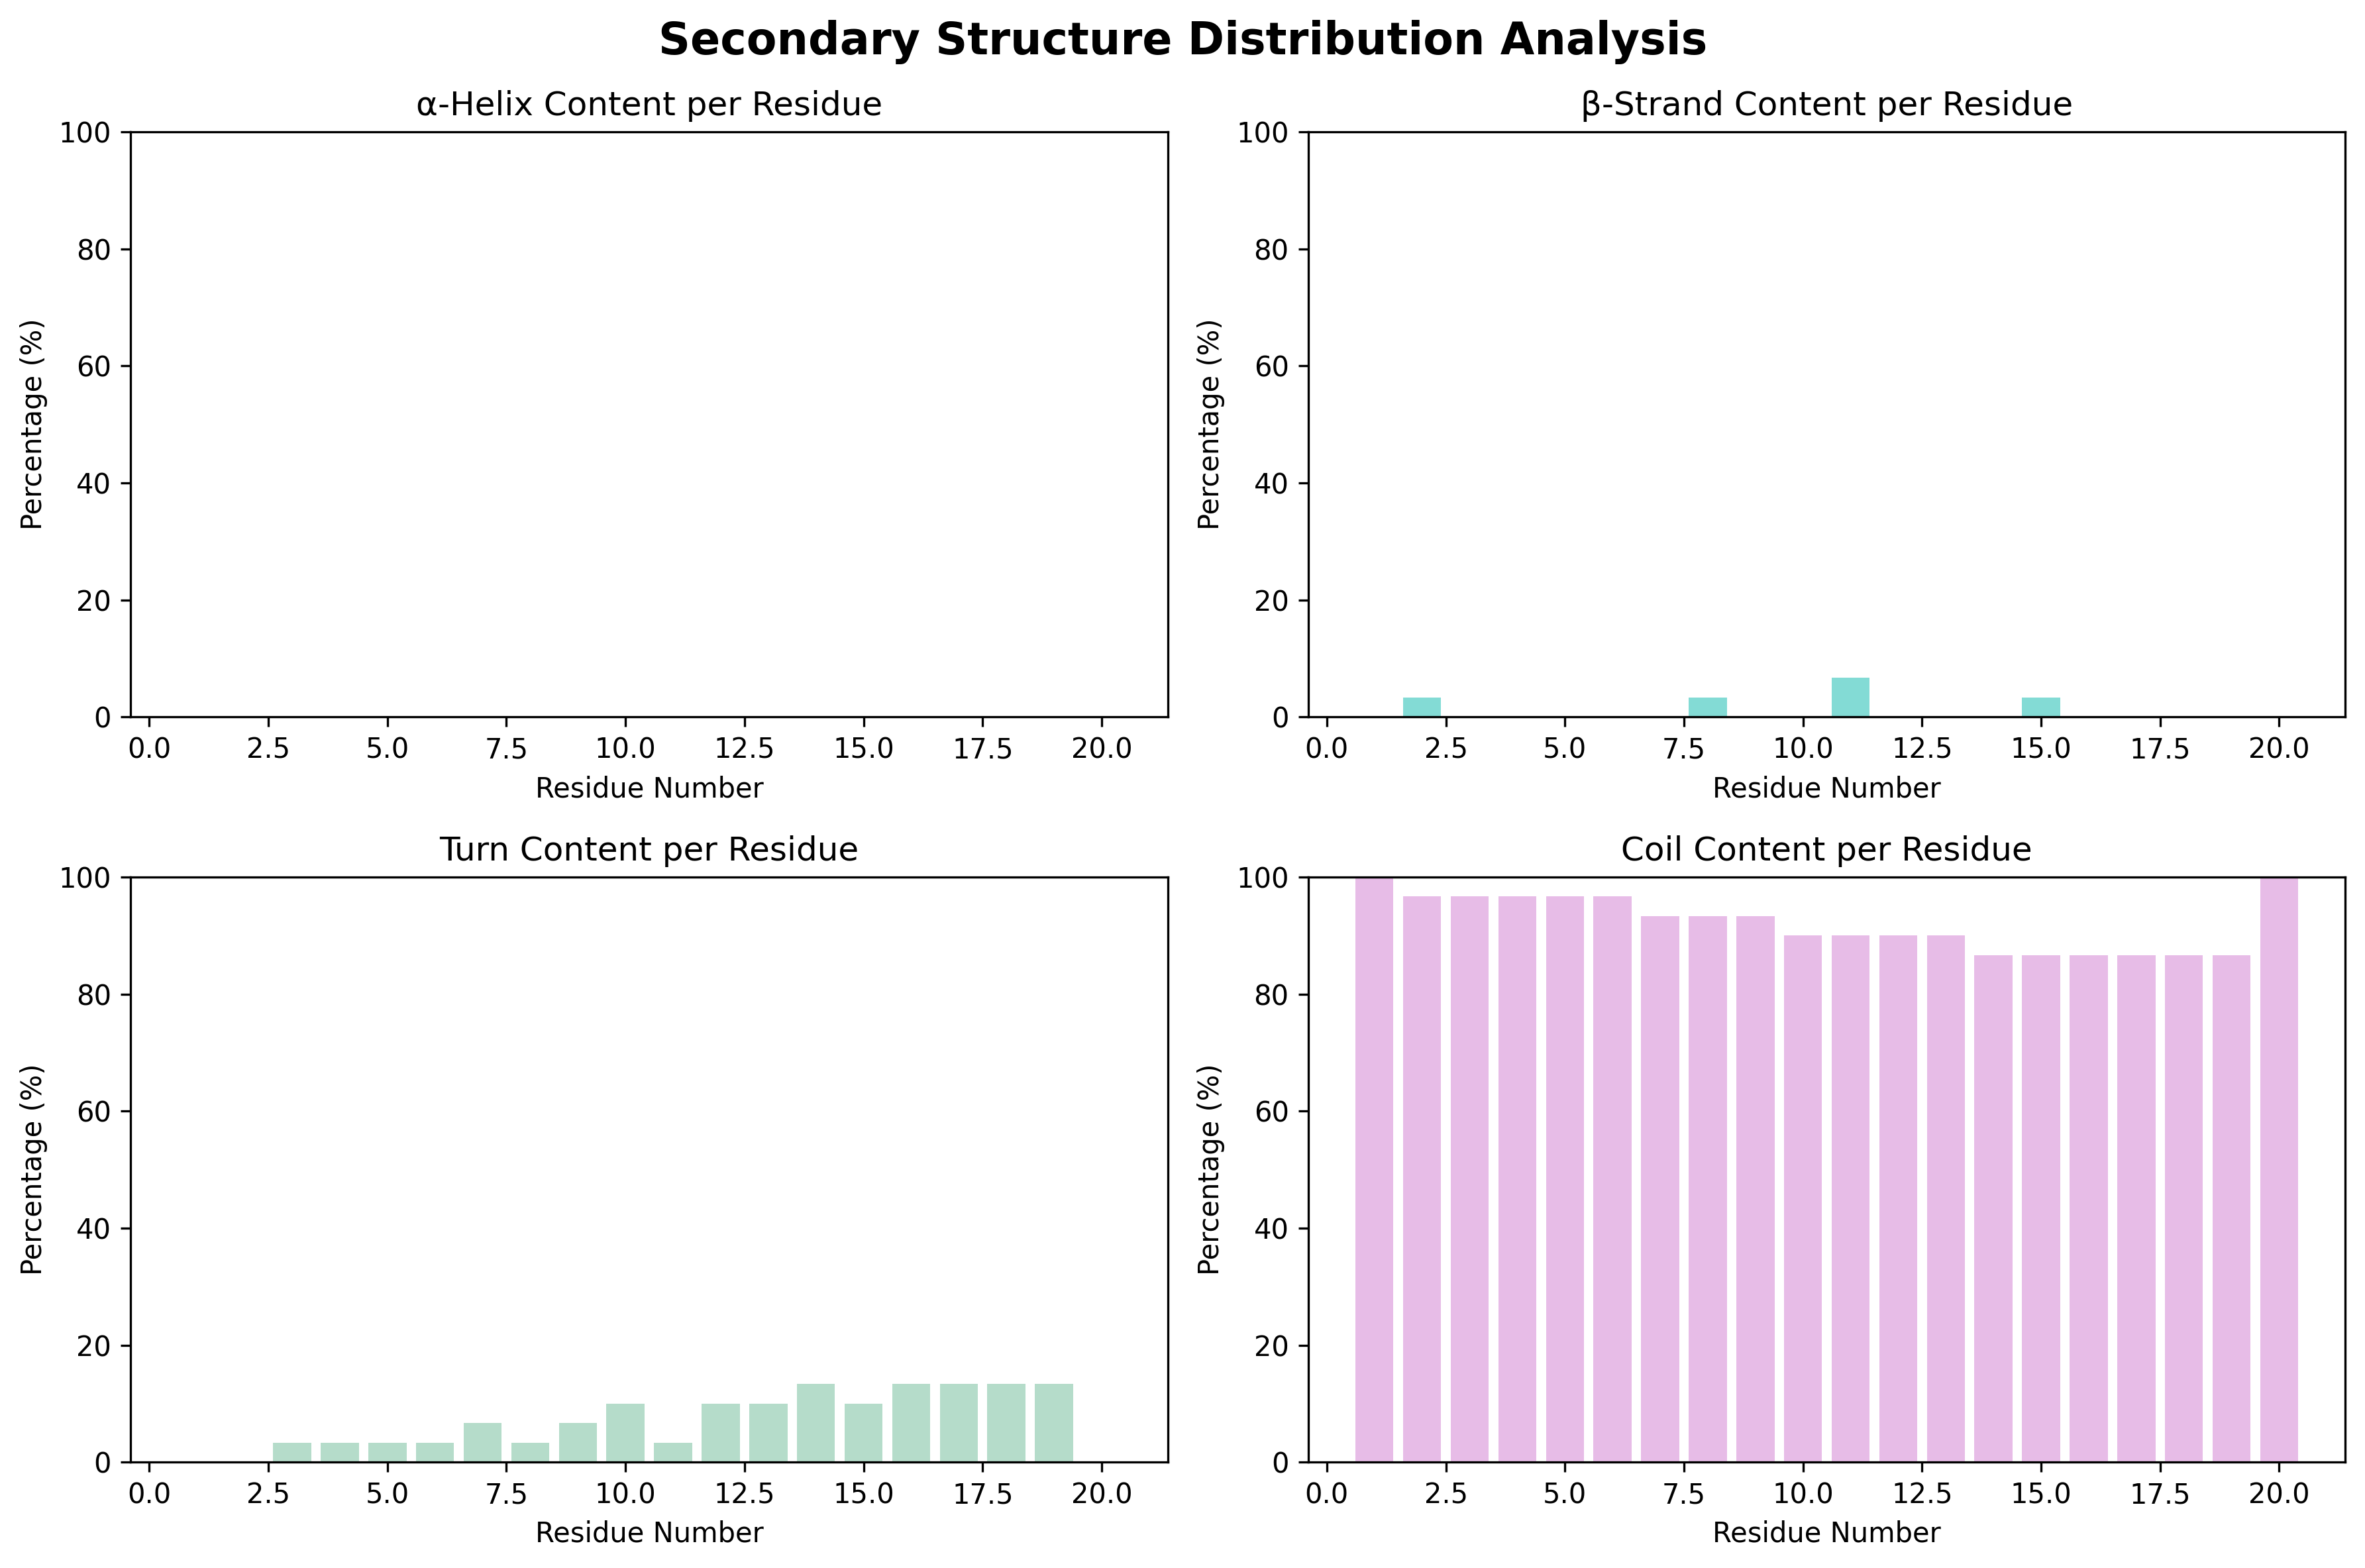 Secondary Structure Distribution Analysis
α-Helix Content per Residue
100
80
60
40
20
0
Percentage (%)
0.0 2.5 5.0 7.5 10.0 12.5 15.0 17.5 20.0
Residue Number
β-Strand Content per Residue
100
80
60
40
20
0
Percentage (%)
0.0 2.5 5.0 7.5 10.0 12.5 15.0 17.5 20.0
Residue Number
Turn Content per Residue
100
80
60
40
20
0
Percentage (%)
0.0 2.5 5.0 7.5 10.0 12.5 15.0 17.5 20.0
Residue Number
Coil Content per Residue
100
80
60
40
20
0
Percentage (%)
0.0 2.5 5.0 7.5 10.0 12.5 15.0 17.5 20.0
Residue Number